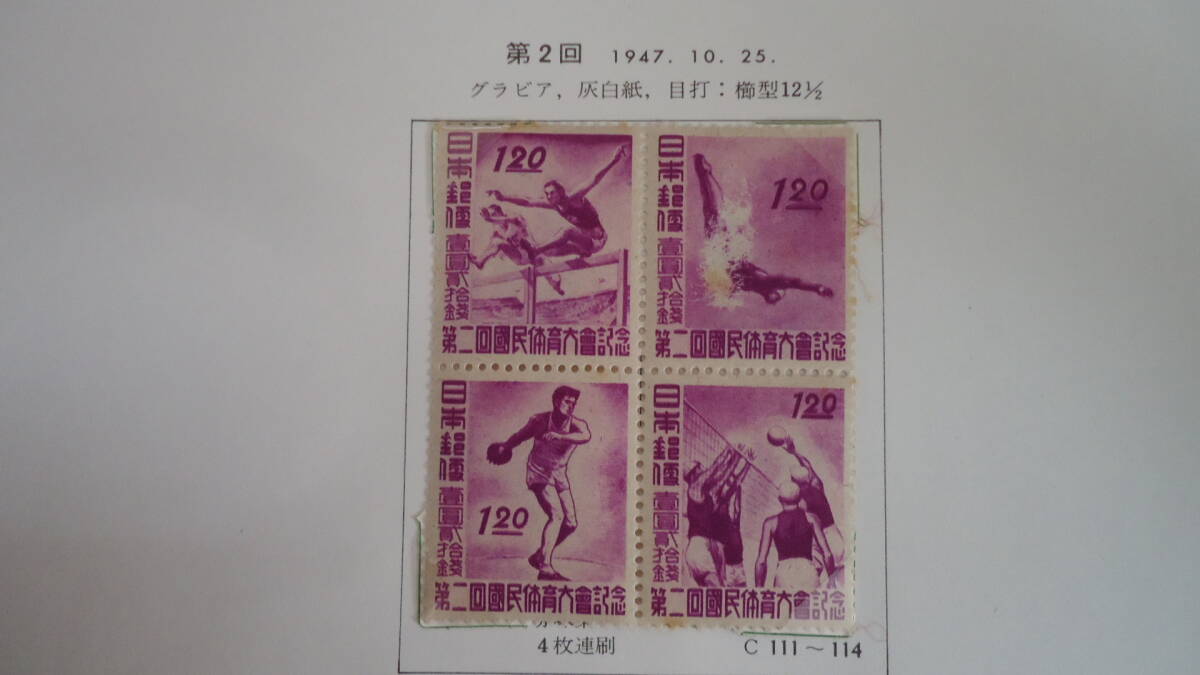 第2回 1947. 10. 25.
グラビア, 灰白紙, 目打: 櫛型12½
日本郵便 壹圓貳拾錢
1 20
第二回國民体育大會記念
日本郵便 壹圓貳拾錢
1 20
第二回國民体育大會記念
日本郵便 壹圓貳拾錢
1 20
第二回國民体育大會記念
日本郵便 壹圓貳拾錢
1 20
第二回國民体育大會記念
4枚連刷 C 111～114